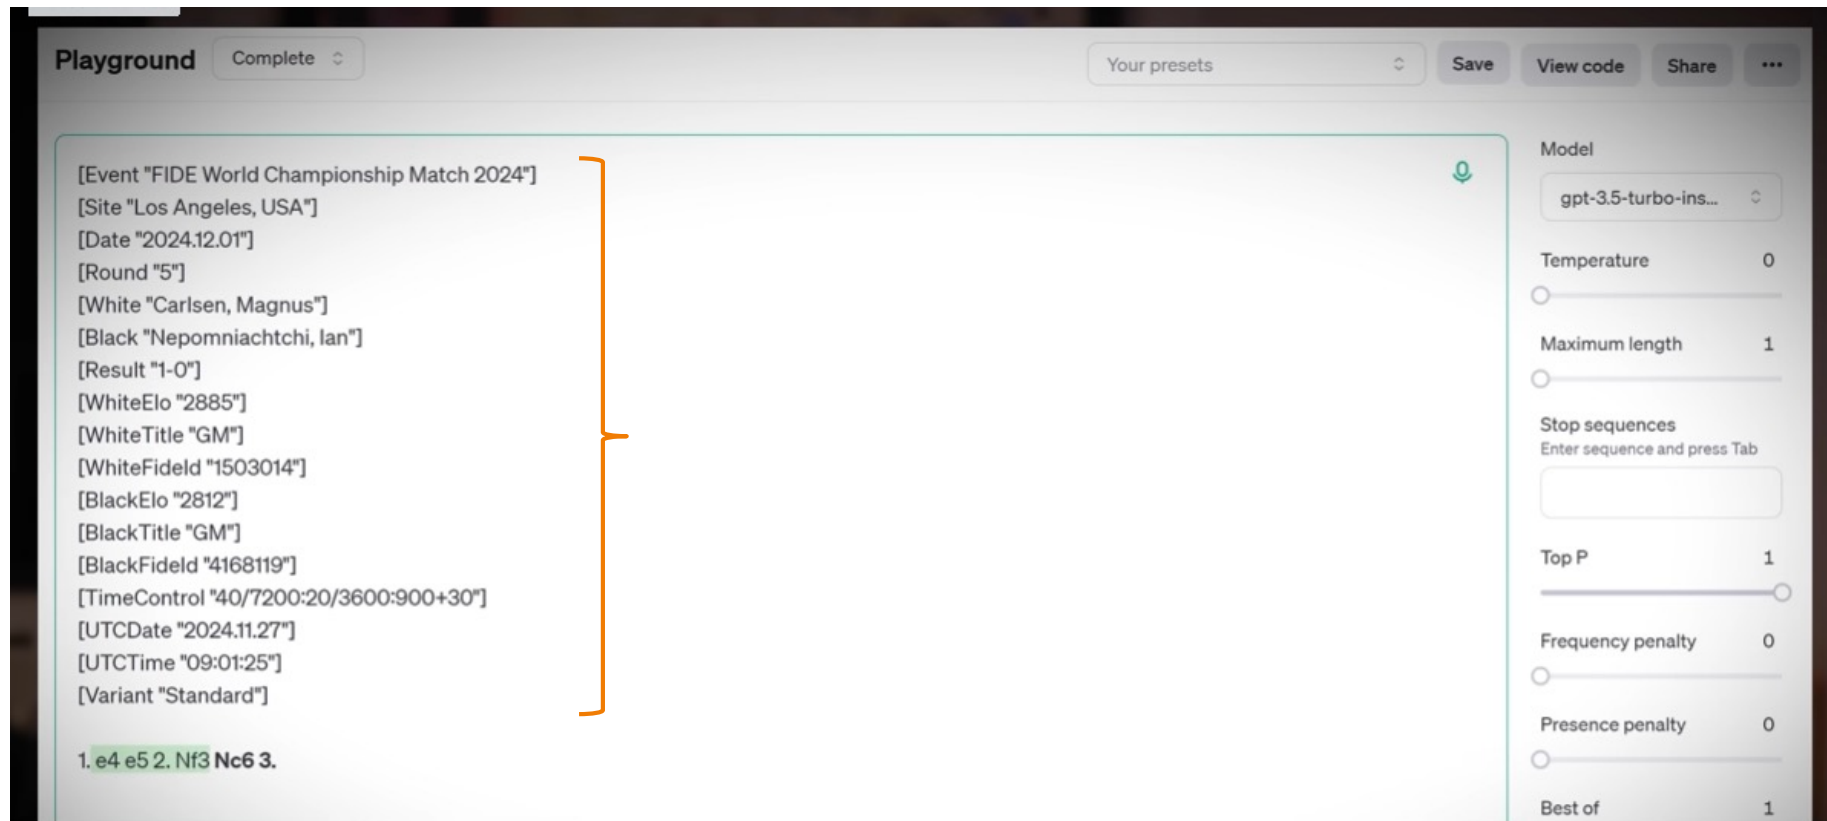 Playground
Complete
Your presets
Save
View code
Share
•••
[Event "FIDE World Championship Match 2024"]
[Site "Los Angeles, USA"]
[Date "2024.12.01"]
[Round "5"]
[White "Carlsen, Magnus"]
[Black "Nepomniachtchi, Ian"]
[Result "1-0"]
[WhiteElo "2885"]
[WhiteTitle "GM"]
[WhiteFideId "1503014"]
[BlackElo "2812"]
[BlackTitle "GM"]
[BlackFideId "4168119"]
[TimeControl "40/7200:20/3600:900+30"]
[UTCDate "2024.11.27"]
[UTCTime "09:01:25"]
[Variant "Standard"]
1. e4 e5 2. Nf3 Nc6 3.
Model
gpt-3.5-turbo-ins...
Temperature 0
Maximum length 1
Stop sequences
Enter sequence and press Tab
Top P 1
Frequency penalty 0
Presence penalty 0
Best of 1